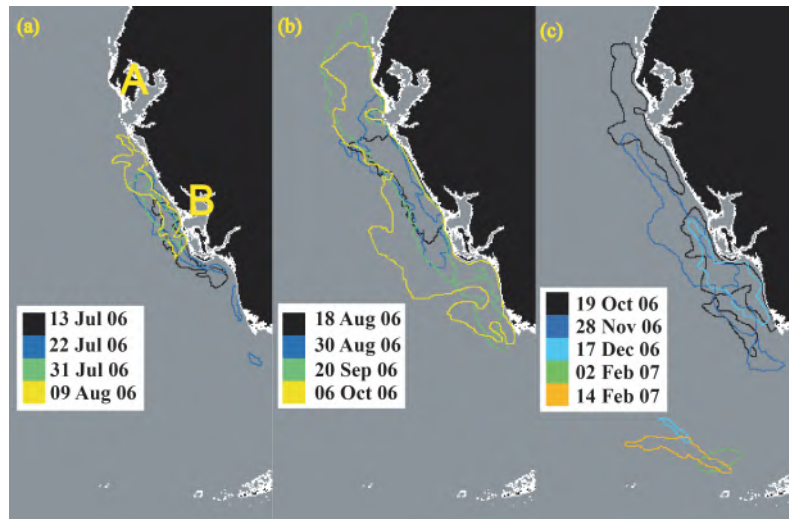 (a)
A
B
13 Jul 06
22 Jul 06
31 Jul 06
09 Aug 06
(b)
18 Aug 06
30 Aug 06
20 Sep 06
06 Oct 06
(c)
19 Oct 06
28 Nov 06
17 Dec 06
02 Feb 07
14 Feb 07